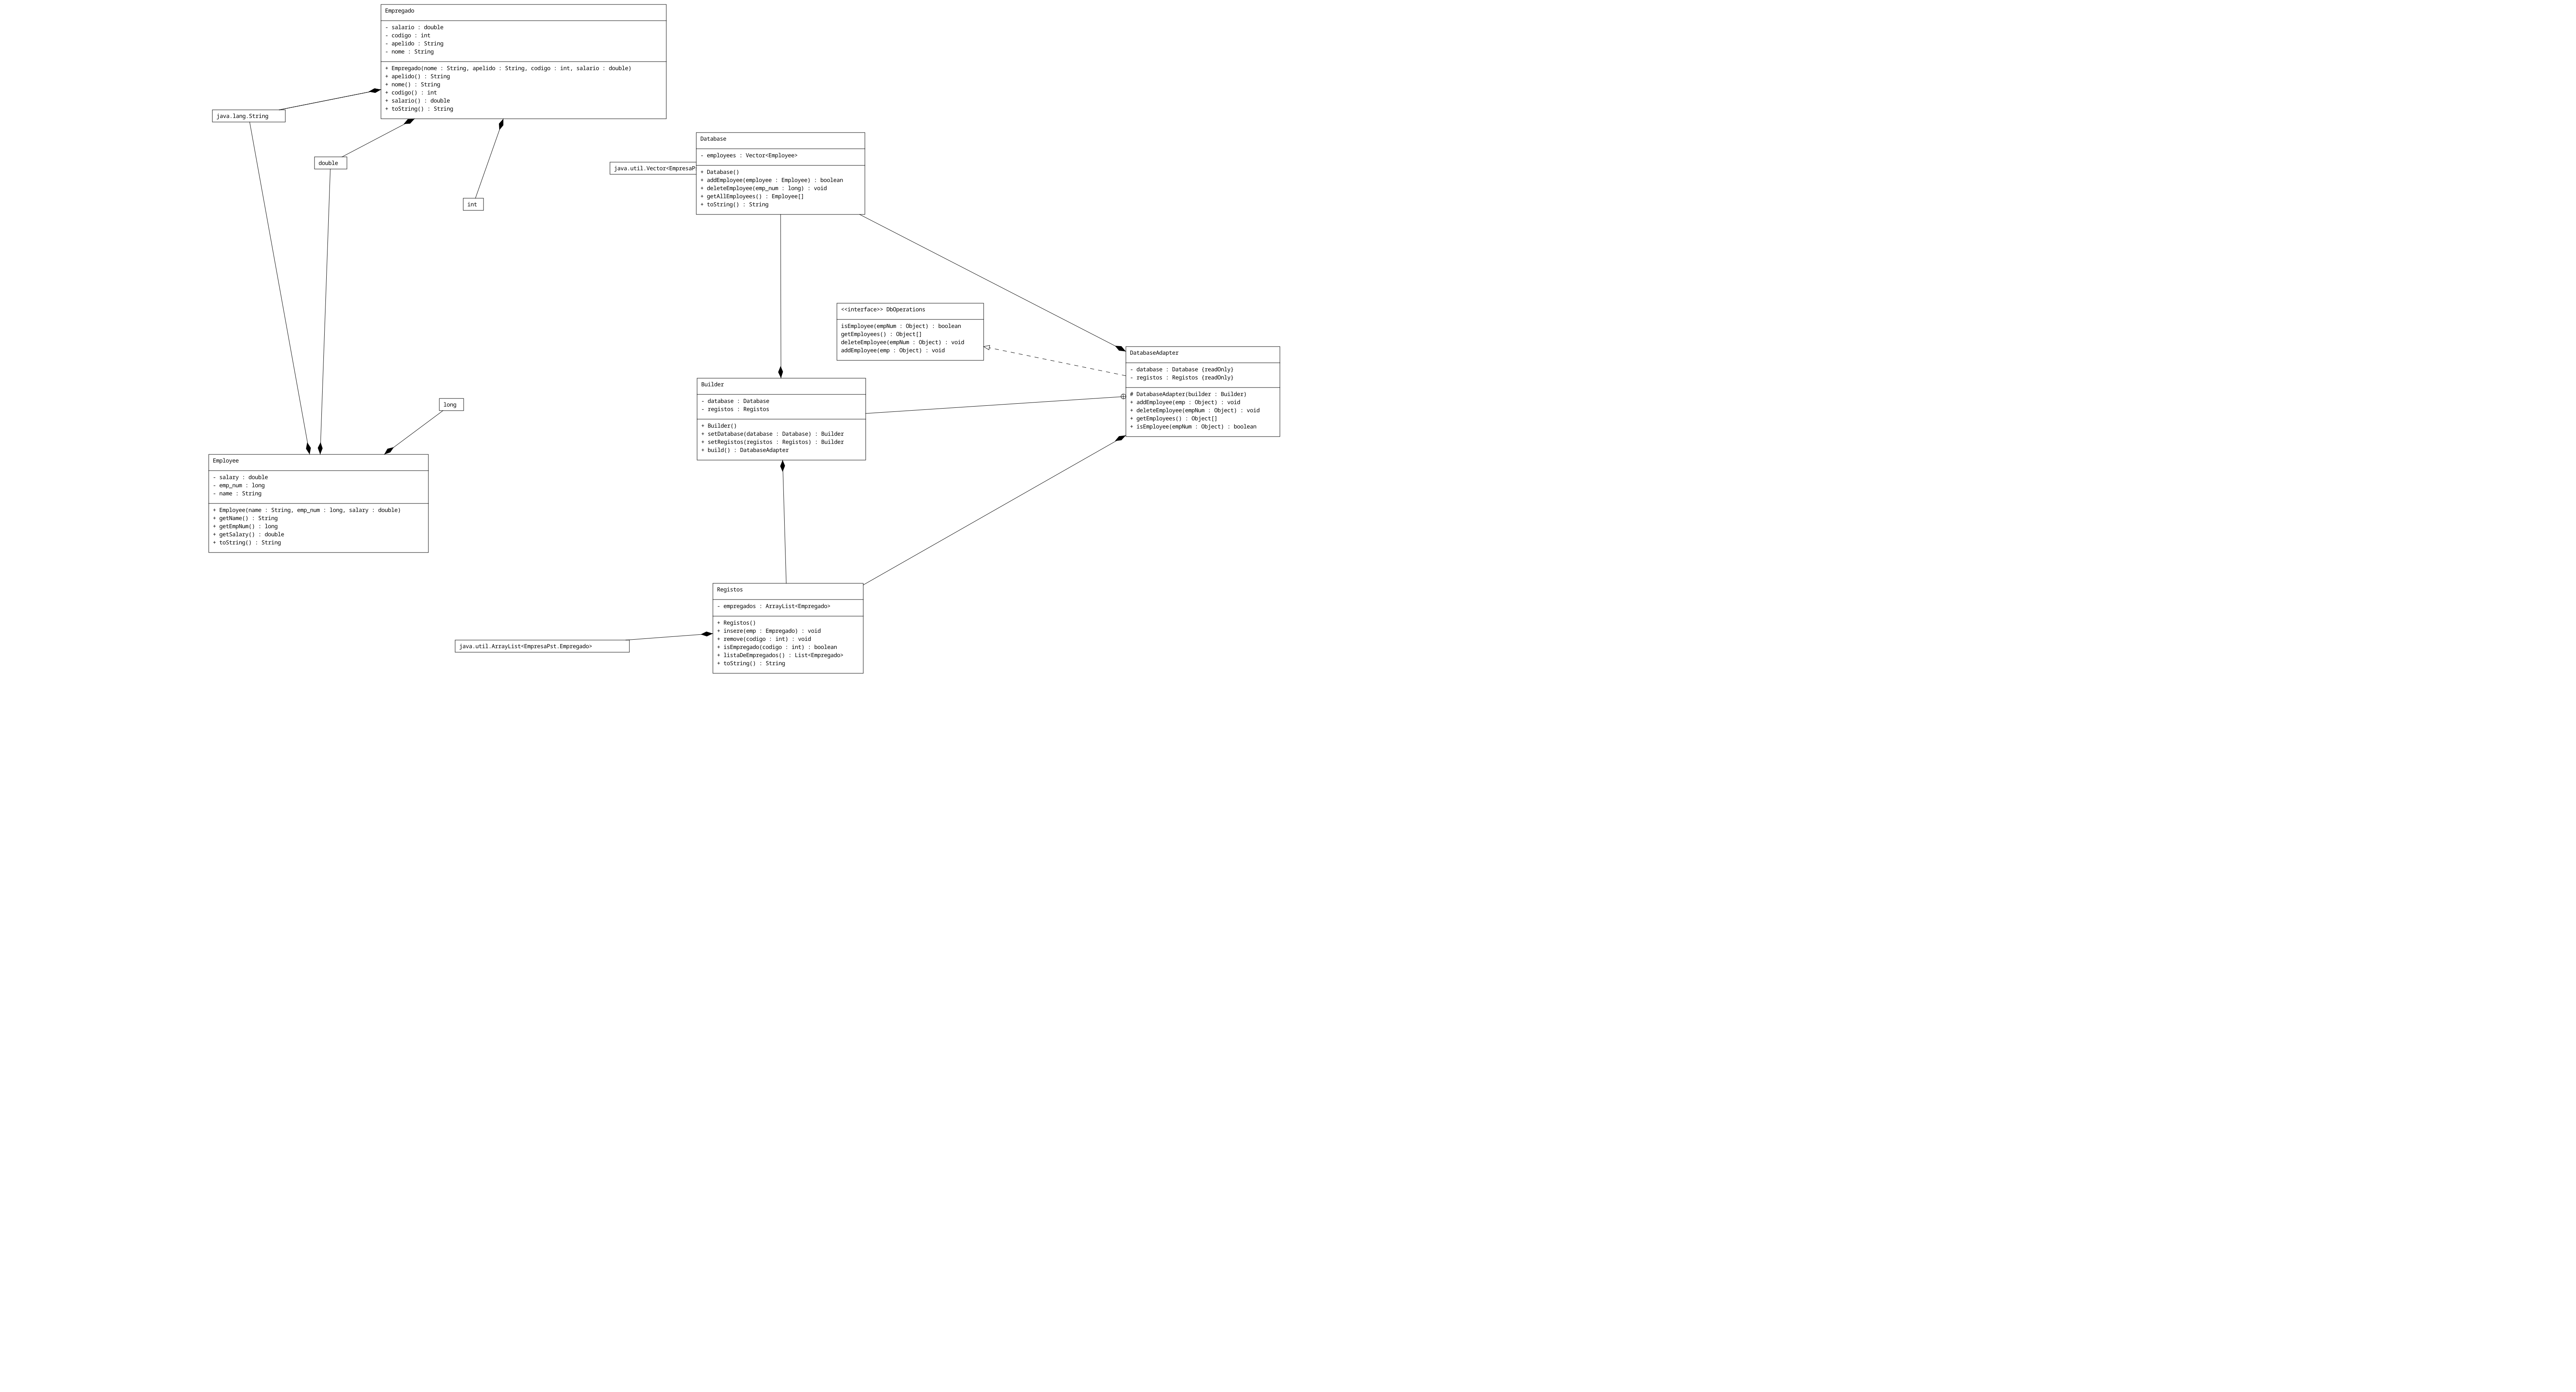 Empregado
- salario : double
- codigo : int
- apelido : String
- nome : String
+ Empregado(nome : String, apelido : String, codigo : int, salario : double)
+ apelido() : String
+ nome() : String
+ codigo() : int
+ salario() : double
+ toString() : String
java.lang.String
double
int
java.util.Vector<EmpresaP
Database
- employees : Vector<Employee>
+ Database()
+ addEmployee(employee : Employee) : boolean
+ deleteEmployee(emp_num : long) : void
+ getAllEmployees() : Employee[]
+ toString() : String
<<interface>> DbOperations
isEmployee(empNum : Object) : boolean
getEmployees() : Object[]
deleteEmployee(empNum : Object) : void
addEmployee(emp : Object) : void
DatabaseAdapter
- database : Database {readOnly}
- registos : Registos {readOnly}
# DatabaseAdapter(builder : Builder)
+ addEmployee(emp : Object) : void
+ deleteEmployee(empNum : Object) : void
+ getEmployees() : Object[]
+ isEmployee(empNum : Object) : boolean
Builder
- database : Database
- registos : Registos
+ Builder()
+ setDatabase(database : Database) : Builder
+ setRegistos(registos : Registos) : Builder
+ build() : DatabaseAdapter
long
Employee
- salary : double
- emp_num : long
- name : String
+ Employee(name : String, emp_num : long, salary : double)
+ getName() : String
+ getEmpNum() : long
+ getSalary() : double
+ toString() : String
Registos
- empregados : ArrayList<Empregado>
+ Registos()
+ insere(emp : Empregado) : void
+ remove(codigo : int) : void
+ isEmpregado(codigo : int) : boolean
+ listaDeEmpregados() : List<Empregado>
+ toString() : String
java.util.ArrayList<EmpresaPst.Empregado>